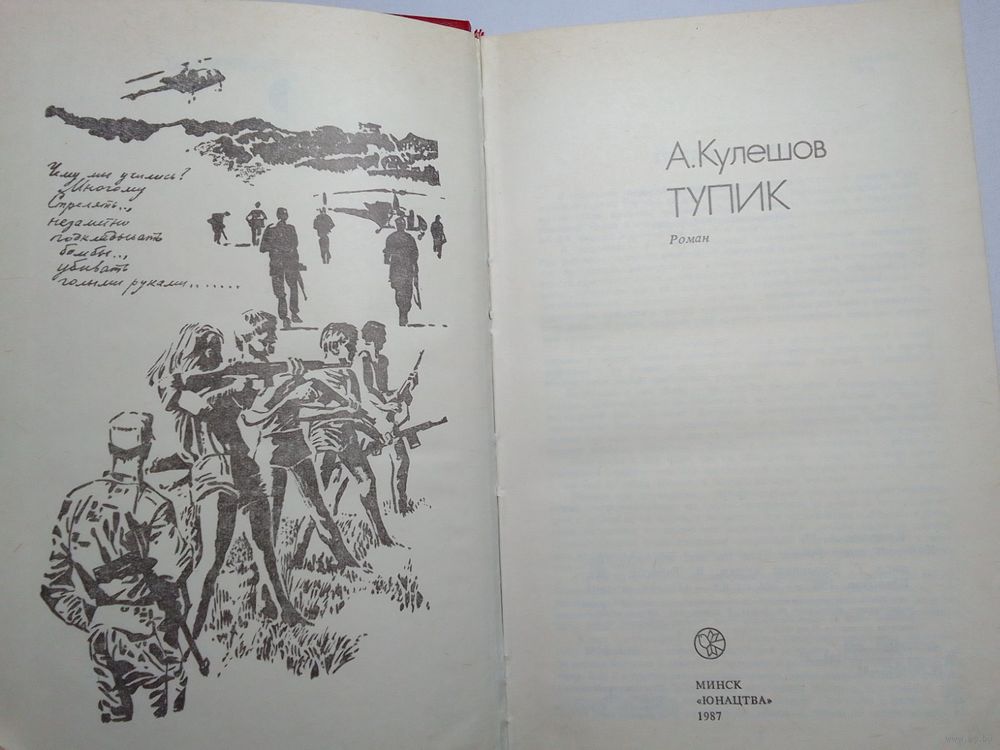 Чему мы учились?
Многому
Стрелять..,
незаметно
подкладывать
бомбы..,
убивать
голыми руками.......
А.Кулешов
ТУПИК
Роман
МИНСК
«ЮНАЦТВА»
1987